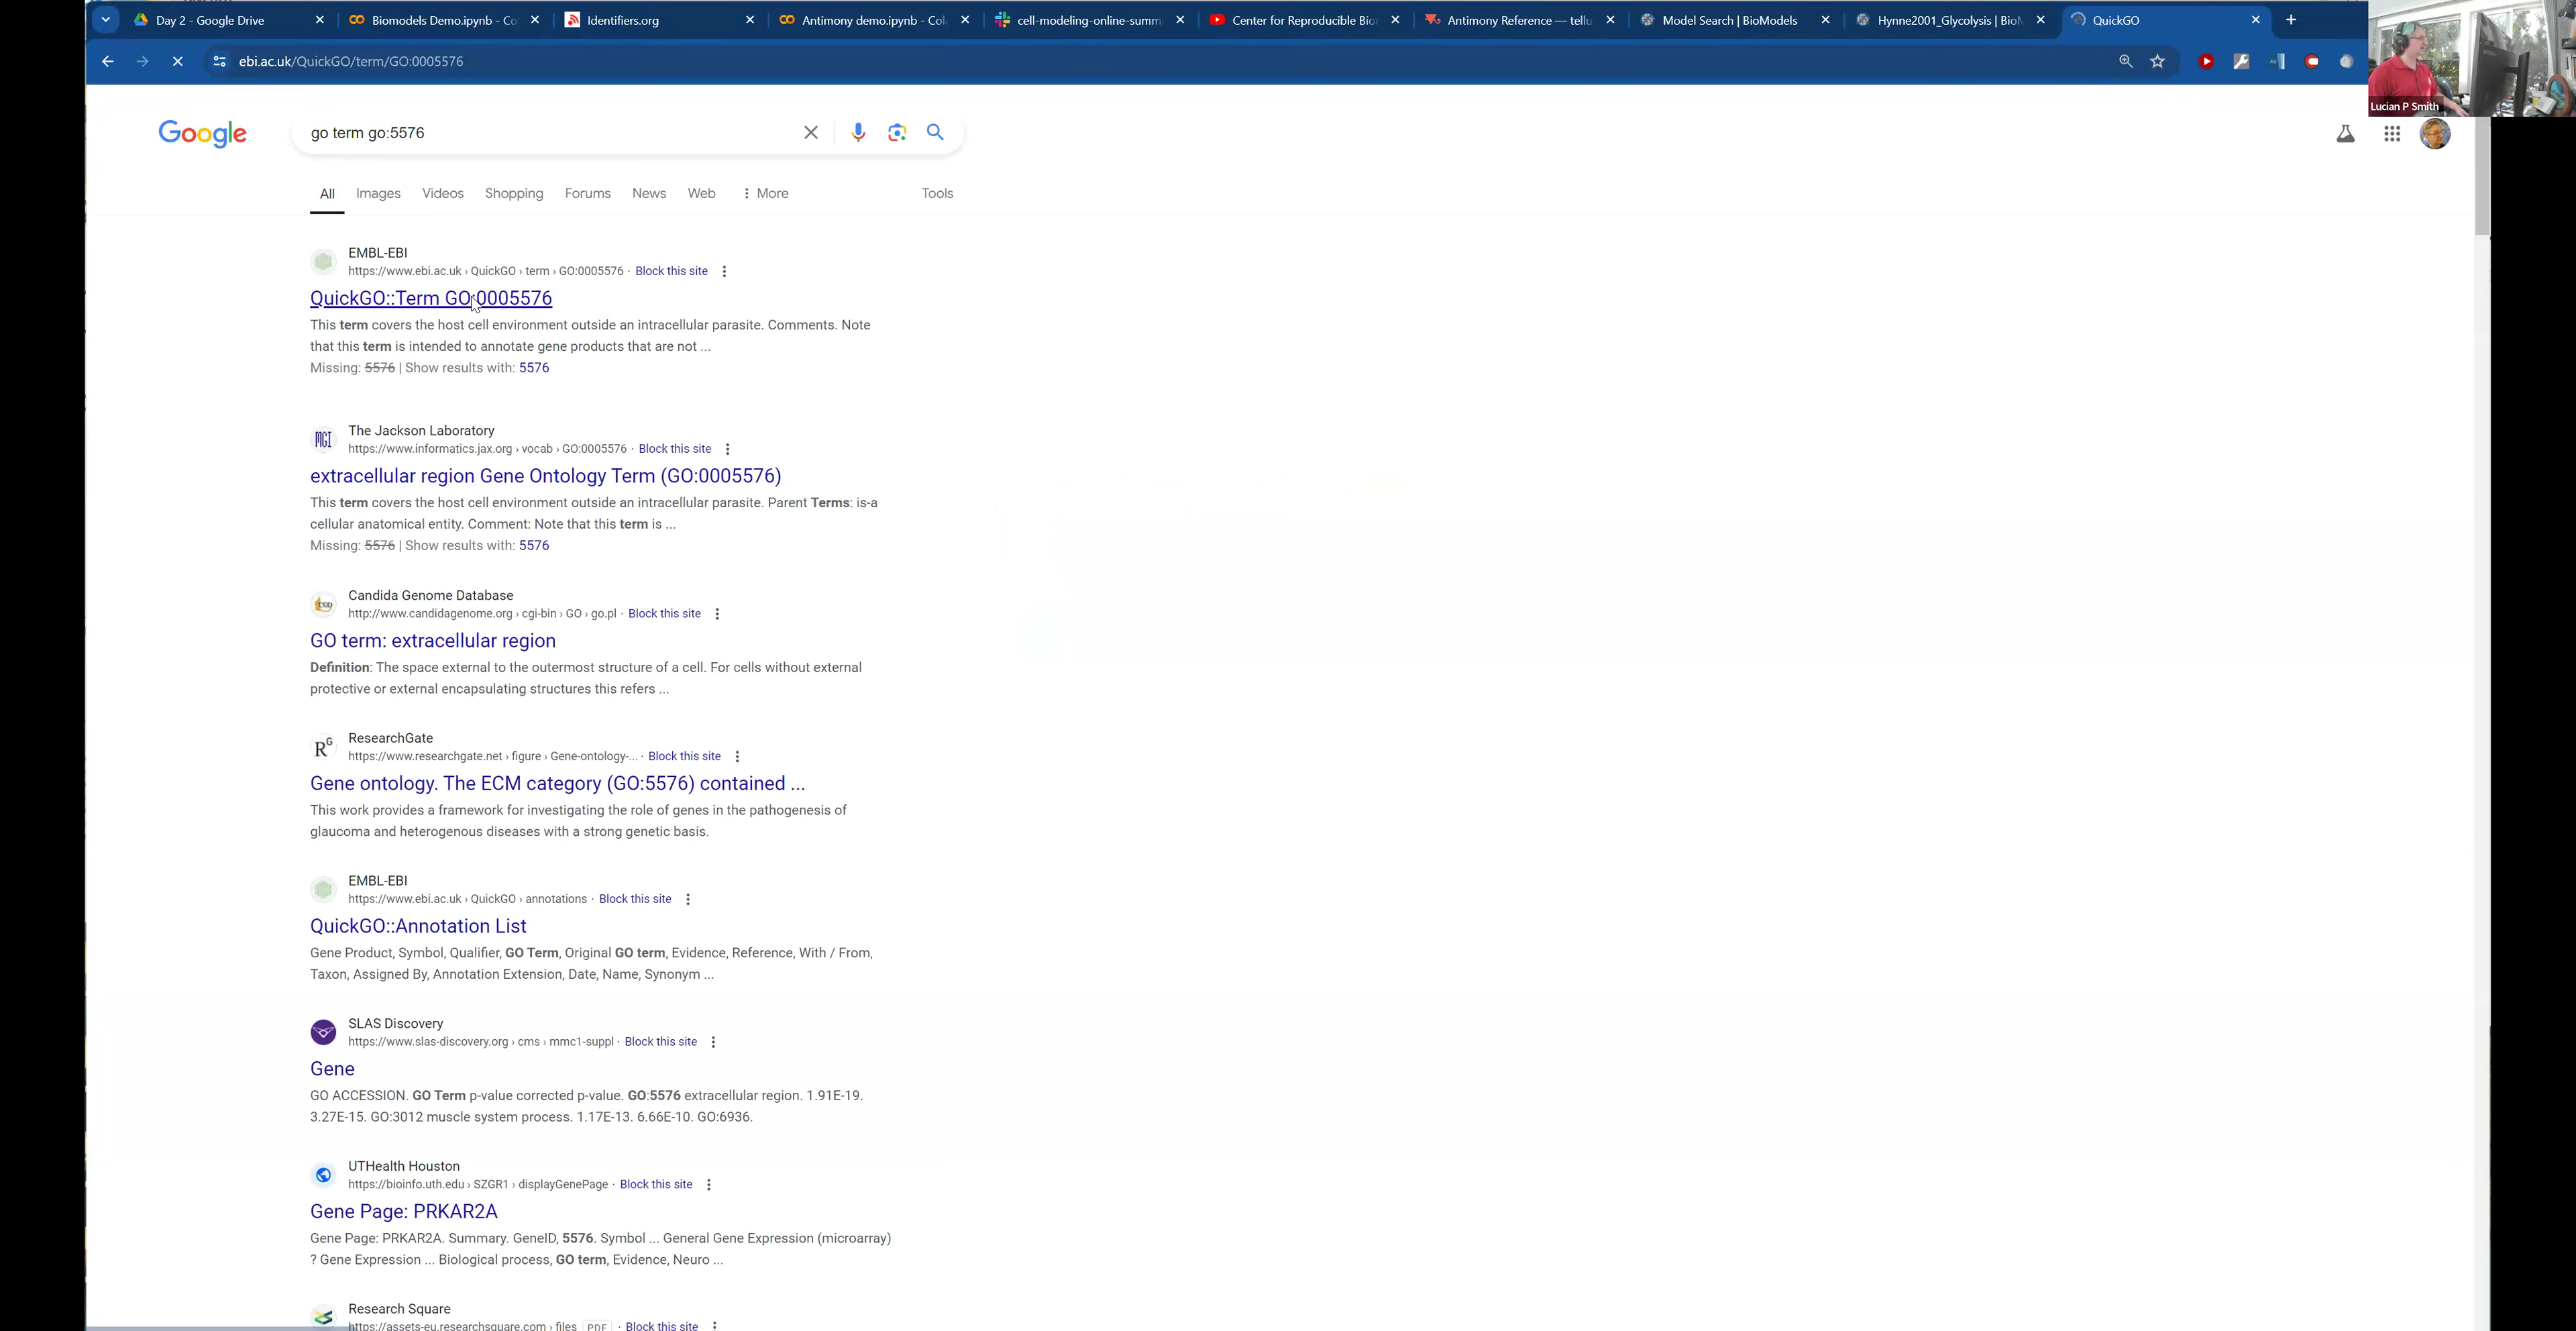 Day 2 - Google Drive
Biomodels Demo.ipynb - Co
Identifiers.org
Antimony demo.ipynb - Cola
cell-modeling-online-summ
Center for Reproducible Bio
Antimony Reference — tellu
Model Search | BioModels
Hynne2001_Glycolysis | BioM
QuickGO
ebi.ac.uk/QuickGO/term/GO:0005576
Lucian P Smith
Google
go term go:5576
All Images Videos Shopping Forums News Web More Tools
EMBL-EBI
https://www.ebi.ac.uk › QuickGO › term › GO:0005576 · Block this site
QuickGO::Term GO:0005576
This term covers the host cell environment outside an intracellular parasite. Comments. Note
that this term is intended to annotate gene products that are not ...
Missing: 5576 | Show results with: 5576
MGI
The Jackson Laboratory
https://www.informatics.jax.org › vocab › GO:0005576 · Block this site
extracellular region Gene Ontology Term (GO:0005576)
This term covers the host cell environment outside an intracellular parasite. Parent Terms: is-a
cellular anatomical entity. Comment: Note that this term is ...
Missing: 5576 | Show results with: 5576
CGD
Candida Genome Database
http://www.candidagenome.org › cgi-bin › GO › go.pl · Block this site
GO term: extracellular region
Definition: The space external to the outermost structure of a cell. For cells without external
protective or external encapsulating structures this refers ...
RG
ResearchGate
https://www.researchgate.net › figure › Gene-ontology-... · Block this site
Gene ontology. The ECM category (GO:5576) contained ...
This work provides a framework for investigating the role of genes in the pathogenesis of
glaucoma and heterogenous diseases with a strong genetic basis.
EMBL-EBI
https://www.ebi.ac.uk › QuickGO › annotations · Block this site
QuickGO::Annotation List
Gene Product, Symbol, Qualifier, GO Term, Original GO term, Evidence, Reference, With / From,
Taxon, Assigned By, Annotation Extension, Date, Name, Synonym ...
SLAS Discovery
https://www.slas-discovery.org › cms › mmc1-suppl · Block this site
Gene
GO ACCESSION. GO Term p-value corrected p-value. GO:5576 extracellular region. 1.91E-19.
3.27E-15. GO:3012 muscle system process. 1.17E-13. 6.66E-10. GO:6936.
UTHealth Houston
https://bioinfo.uth.edu › SZGR1 › displayGenePage · Block this site
Gene Page: PRKAR2A
Gene Page: PRKAR2A. Summary. GeneID, 5576. Symbol ... General Gene Expression (microarray)
? Gene Expression ... Biological process, GO term, Evidence, Neuro ...
Research Square
https://assets-eu.researchsquare.com › files PDF · Block this site